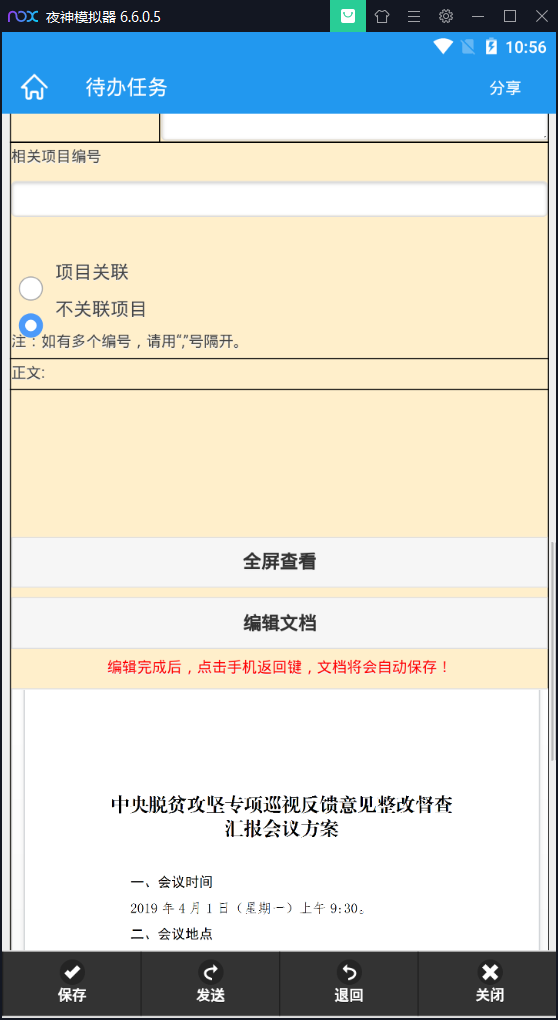 nox 夜神模拟器 6.6.0.5
10:56
待办任务
分享
相关项目编号
项目关联
不关联项目
注：如有多个编号，请用“,”号隔开。
正文:
全屏查看
编辑文档
编辑完成后，点击手机返回键，文档将会自动保存！
中央脱贫攻坚专项巡视反馈意见整改督查
汇报会议方案
一、会议时间
2019 年 4 月 1 日（星期一）上午 9:30。
二、会议地点
保存
发送
退回
关闭